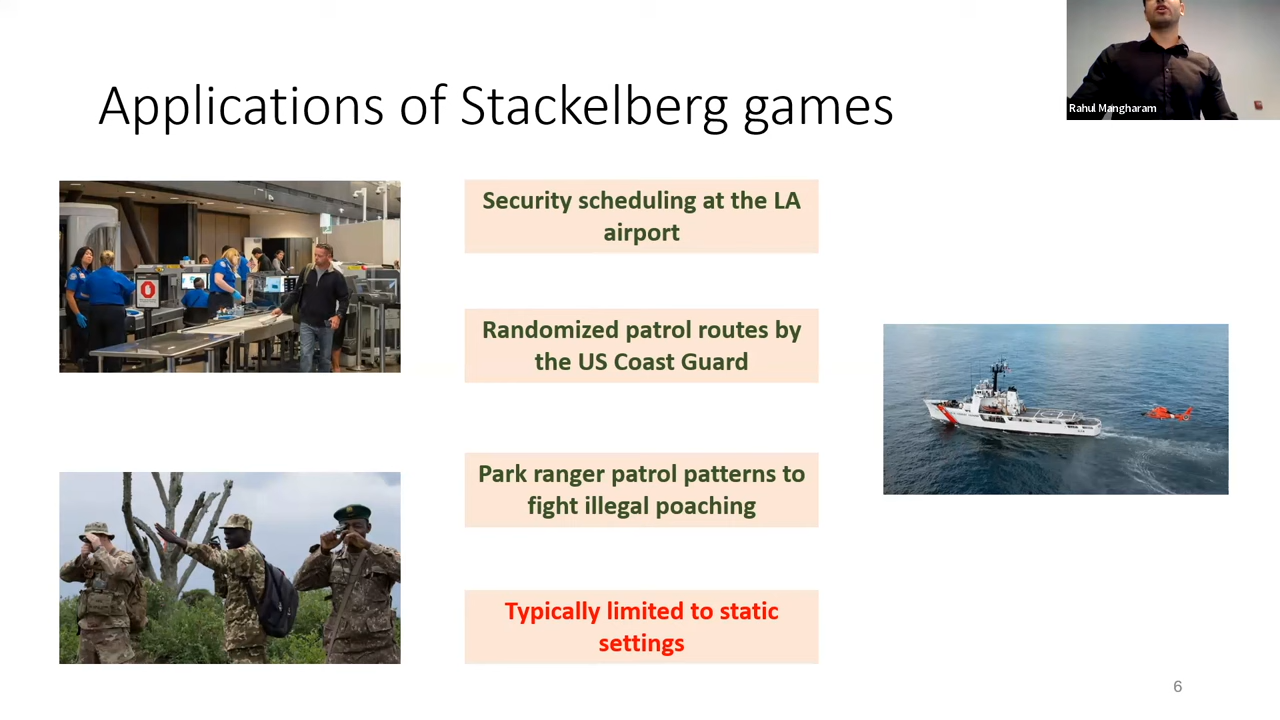 Rahul Mangharam
Applications of Stackelberg games
Security scheduling at the LA
airport
Randomized patrol routes by
the US Coast Guard
Park ranger patrol patterns to
fight illegal poaching
Typically limited to static
settings
6